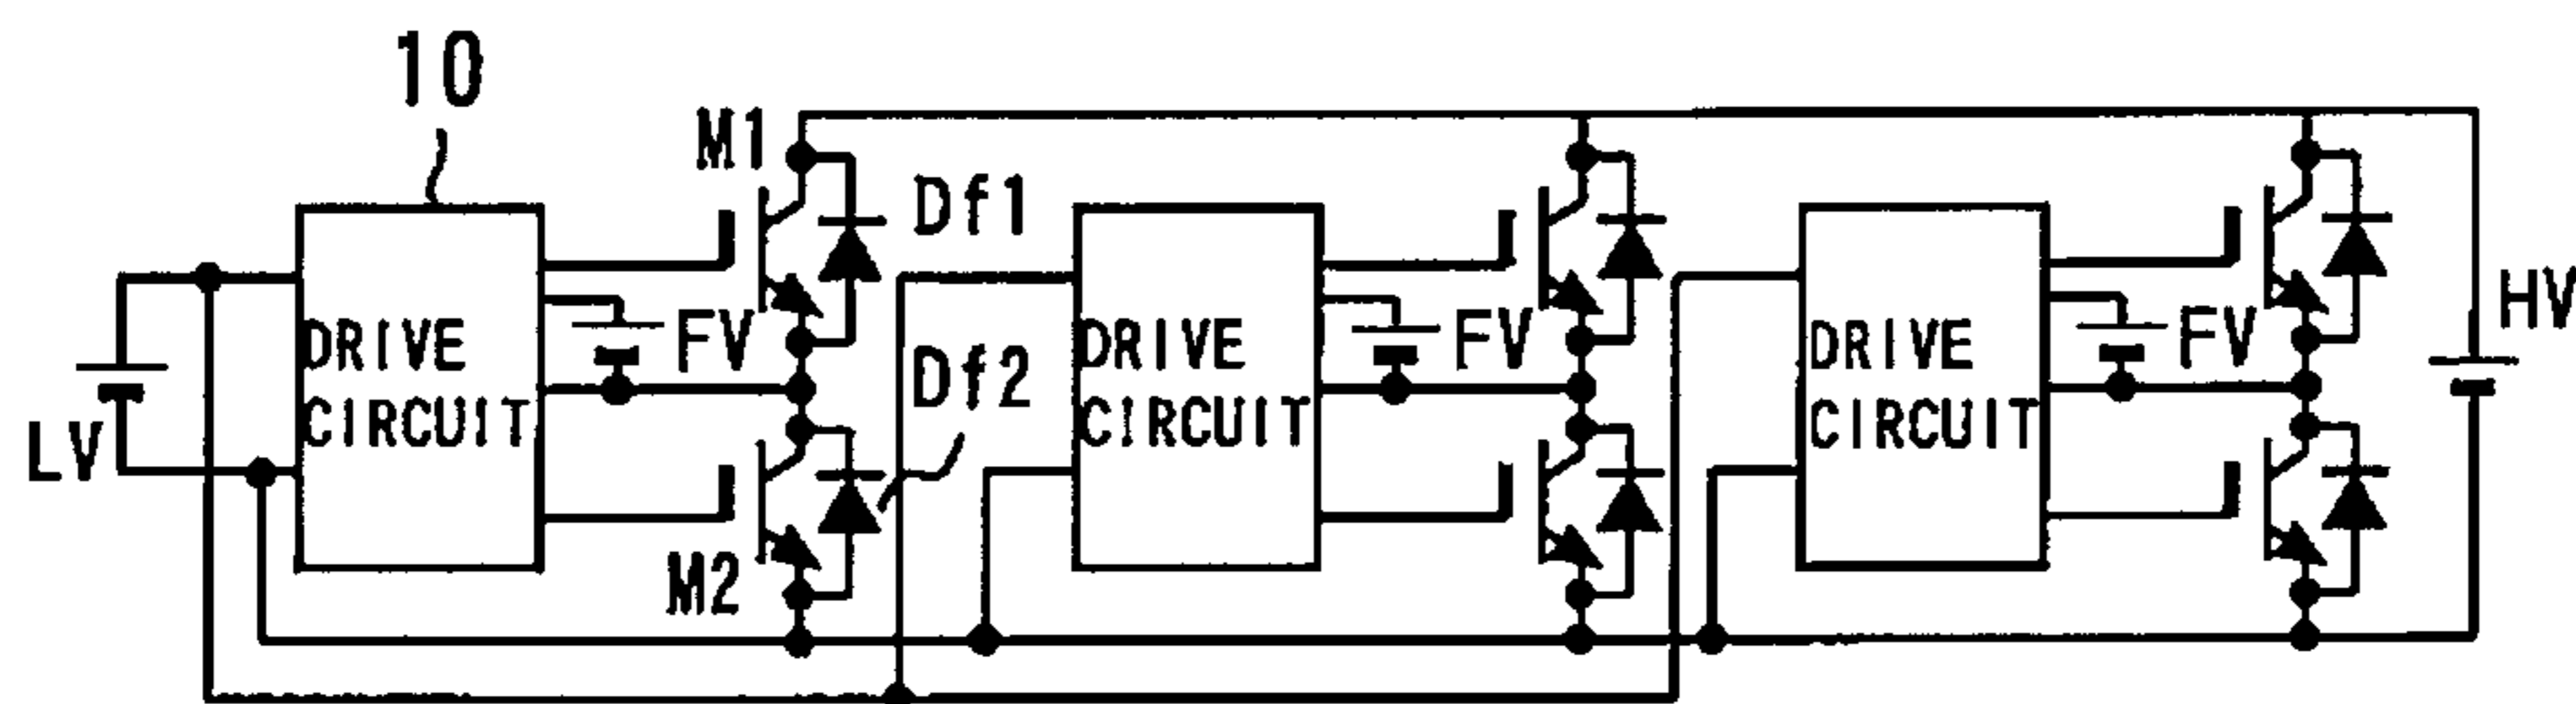 10
M1
Df1
HV
DRIVE
CIRCUIT
FV
Df2
DRIVE
CIRCUIT
FV
DRIVE
CIRCUIT
FV
LV
M2